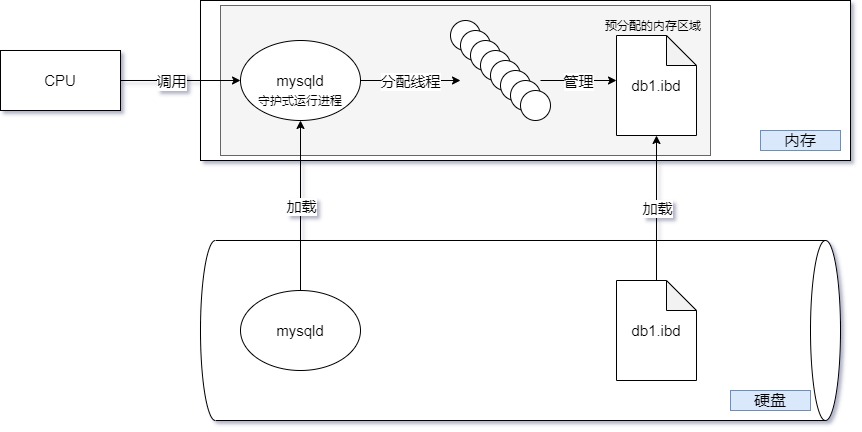 预分配的内存区域
CPU
调用
mysqld
守护式运行进程
分配线程
管理
db1.ibd
内存
加载
加载
mysqld
db1.ibd
硬盘